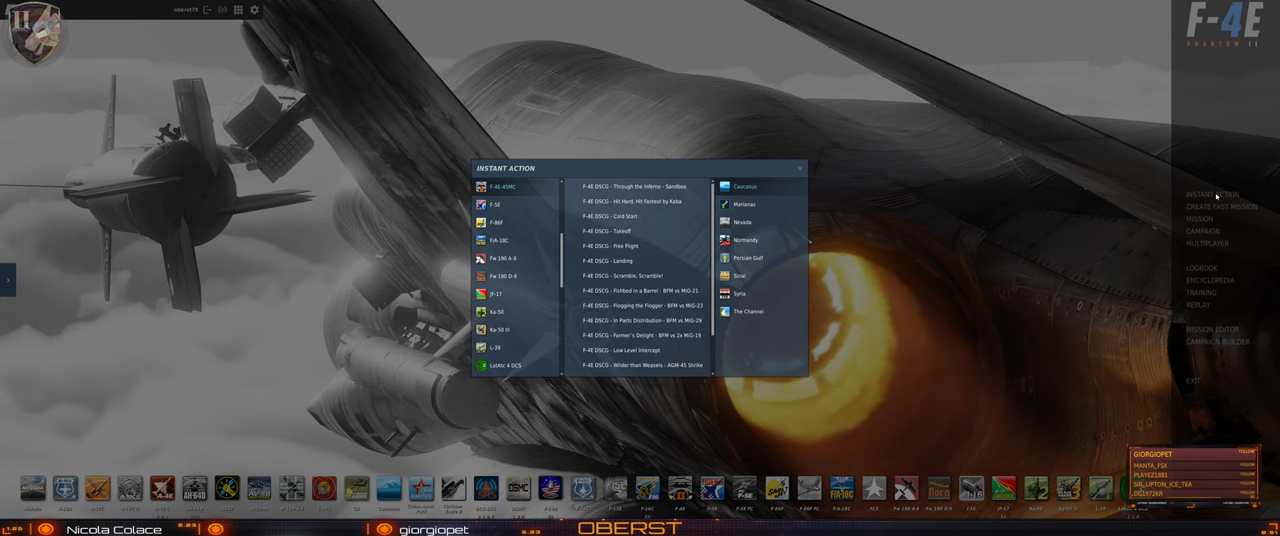 II
oberst78
F-4E
PHANTOM II
INSTANT ACTION
CREATE FAST MISSION
MISSION
CAMPAIGN
MULTIPLAYER
LOGBOOK
ENCYCLOPEDIA
TRAINING
REPLAY
MISSION EDITOR
CAMPAIGN BUILDER
EXIT
INSTANT ACTION
F-4E-45MC
F-5E
F-86F
F/A-18C
Fw 190 A-8
Fw 190 D-9
JF-17
Ka-50
Ka-50 III
L-39
LotAtc 4 DCS
F-4E DSCG - Through the Inferno - Sandbox
F-4E DSCG - Hit Hard, Hit Fastest by Kaba
F-4E DSCG - Cold Start
F-4E DSCG - Takeoff
F-4E DSCG - Free Flight
F-4E DSCG - Landing
F-4E DSCG - Scramble, Scramble!
F-4E DSCG - Fishbed in a Barrel - BFM vs MiG-21
F-4E DSCG - Flogging the Flogger - BFM vs MiG-23
F-4E DSCG - In Parts Distribution - BFM vs MiG-29
F-4E DSCG - Farmer's Delight - BFM vs 2x MiG-19
F-4E DSCG - Low Level Intercept
F-4E DSCG - Wilder than Weasels - AGM-45 Shrike
Caucasus
Marianas
Nevada
Normandy
Persian Gulf
Sinai
Syria
The Channel
GIORGIOPET FOLLOW
MANTA_FSX FOLLOW
PLAYEZ1881 FOLLOW
SIR_LIPTON_ICE_TEA FOLLOW
DG1972KR FOLLOW
Nicola Colace
giorgiopet
OBERST